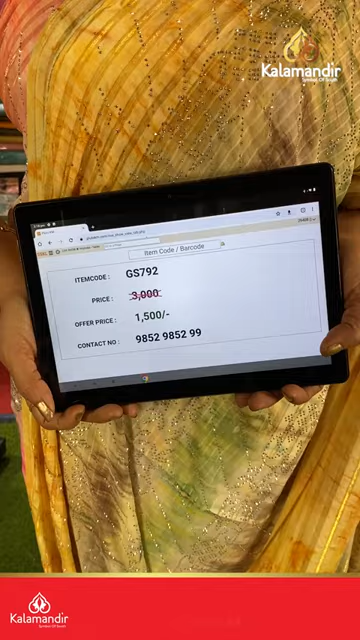 Kalamandir
Symbol Of South
Item Code / Barcode
ITEMCODE : GS792
PRICE : 3,000
OFFER PRICE : 1,500/-
CONTACT NO : 9852 9852 99
Kalamandir
Symbol Of South